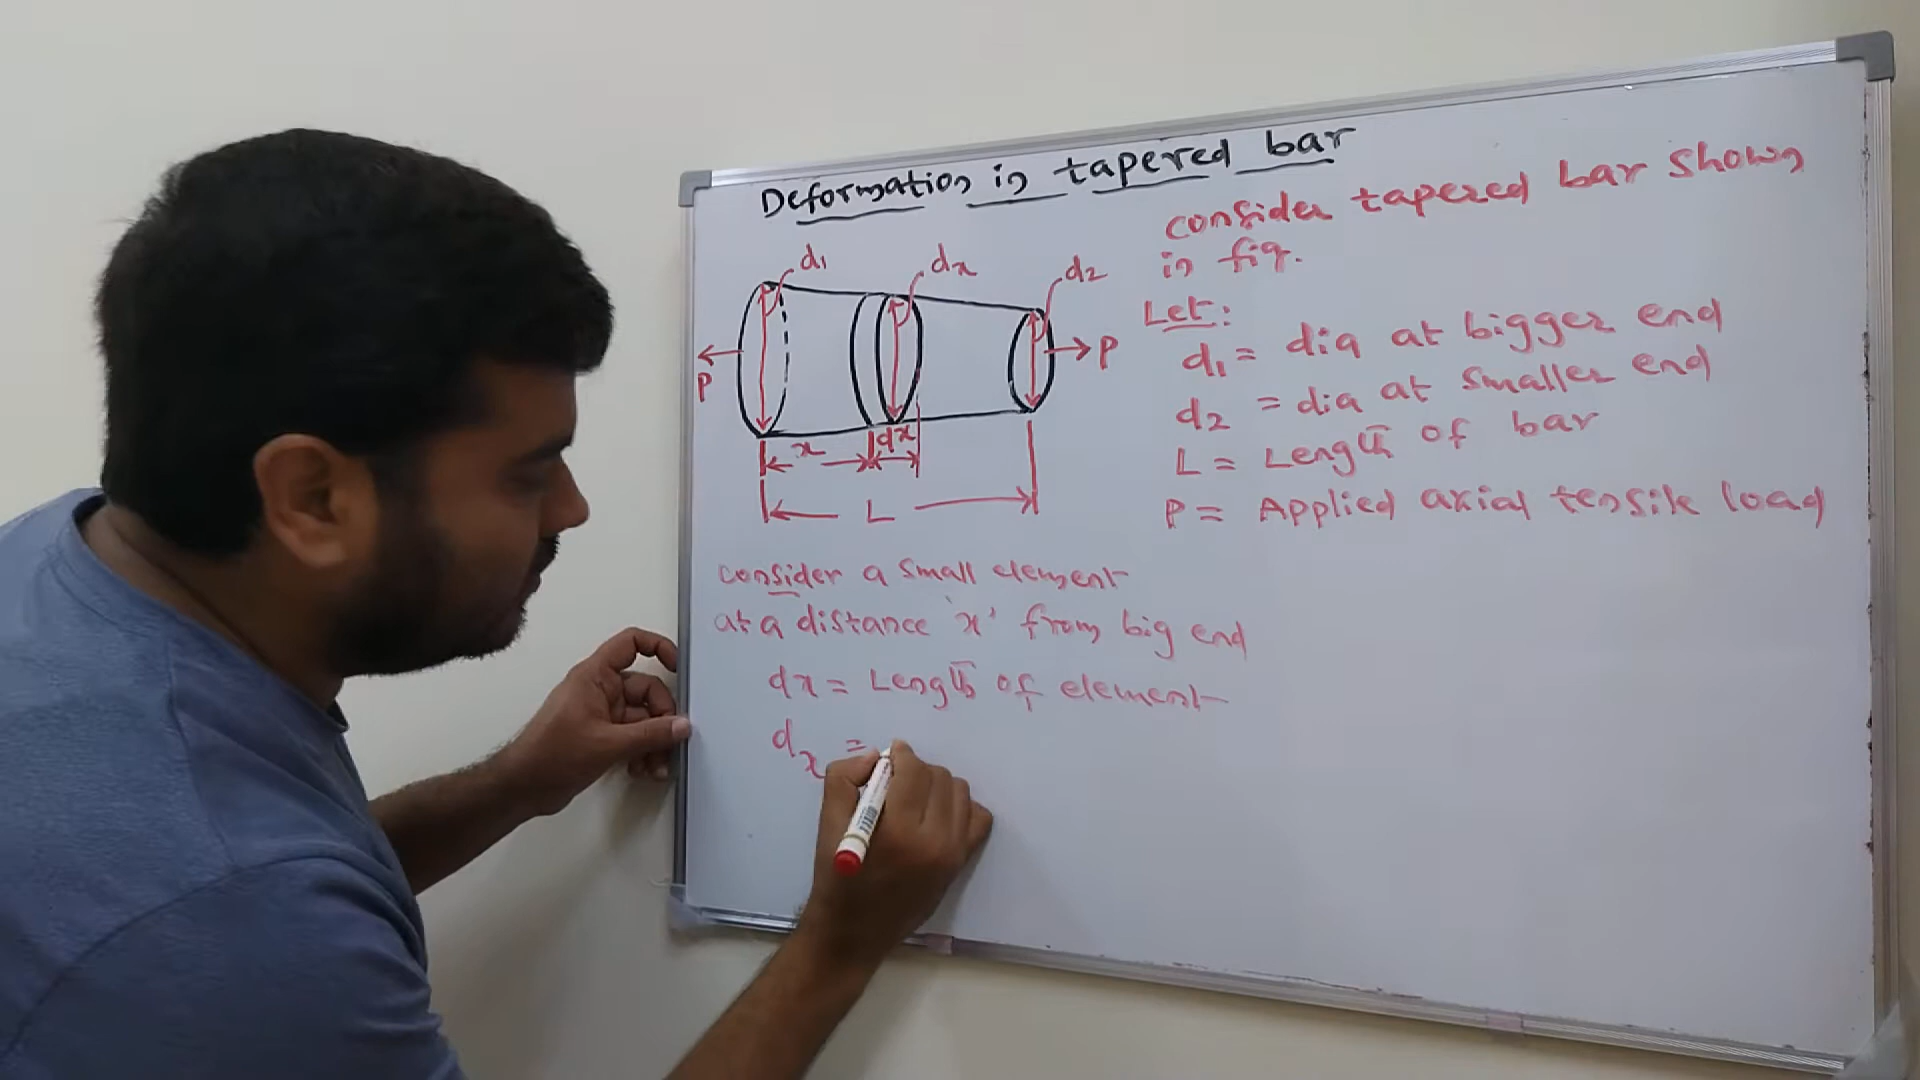 Deformation in tapered bar
d1
dx
d2
P
P
x
dx
L
consider tapered bar shown
in fig.
Let:
d1 = dia at bigger end
d2 = dia at smaller end
L = Length of bar
P = Applied axial tensile load
consider a small element
at a distance 'x' from big end
dx = Length of element
dx =